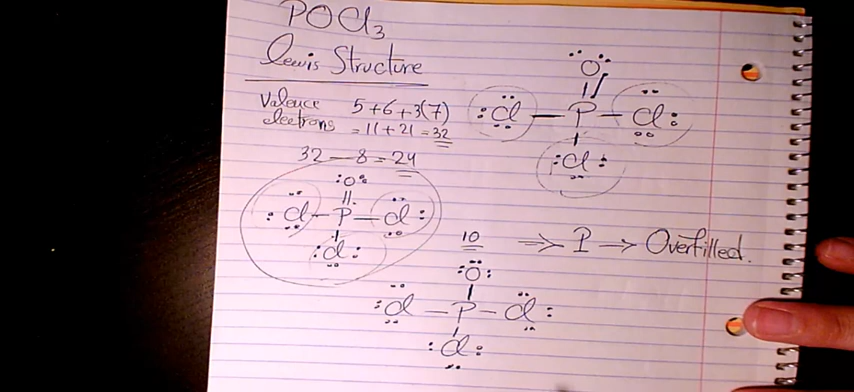 POCl₃
Lewis Structure
Valence electrons 5+6+3(7)
= 11+21 = 32
32 – 8 = 24
:Ö:
||
:Cl – P – Cl:
|
:Cl:
:O:
||
:Cl – P – Cl:
|
:Cl:
10
⇒ P → Overfilled.
:Ö:
|
:Cl – P – Cl:
|
:Cl: